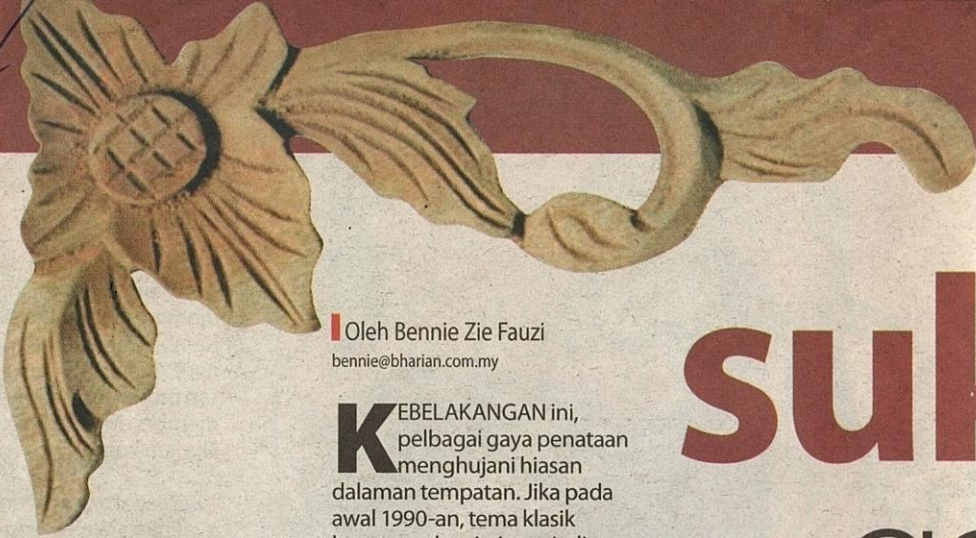 Oleh Bennie Zie Fauzi
bennie@bharian.com.my
KEBELAKANGAN ini,
pelbagai gaya penataan
menghujani hiasan
dalaman tempatan. Jika pada
awal 1990-an, tema klasik